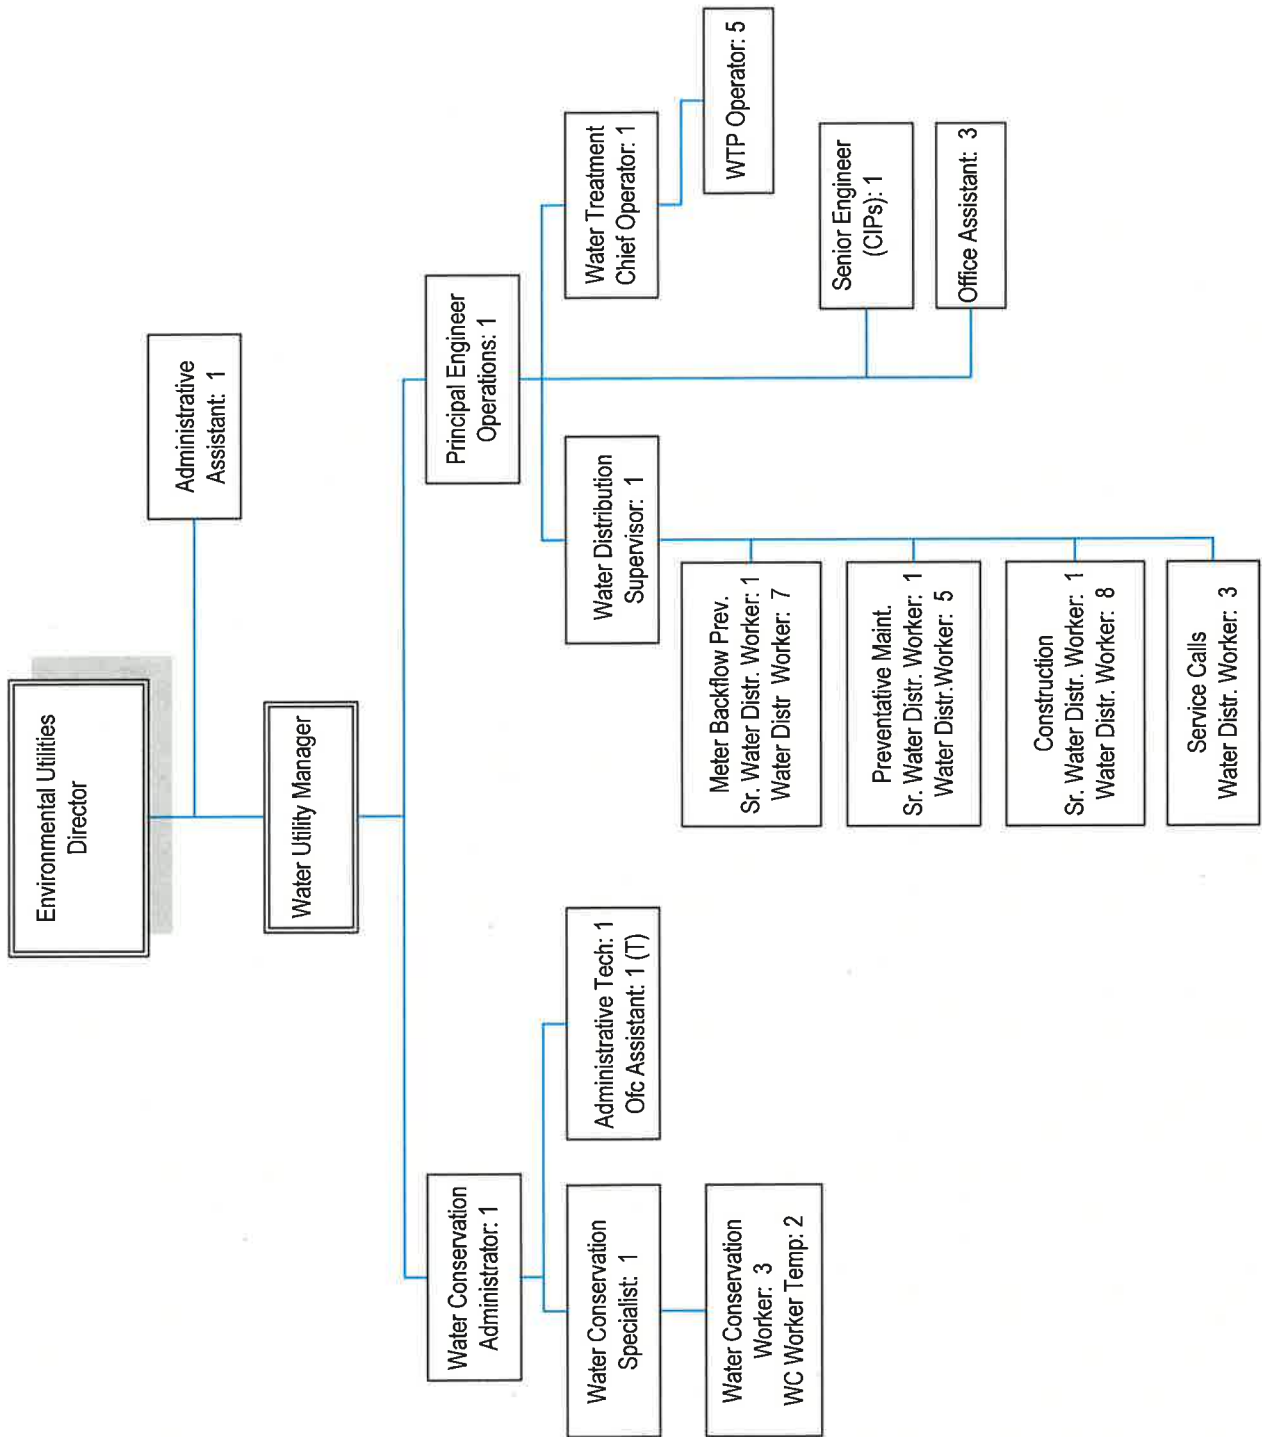 Environmental Utilities
Director
Administrative
Assistant:  1
Water Utility Manager
Water Conservation
Administrator: 1
Principal Engineer
Operations: 1
Water Conservation
Specialist:  1
Administrative Tech: 1
Ofc Assistant: 1 (T)
Water Distribution
Supervisor:  1
Water Treatment
Chief Operator: 1
Water Conservation
Worker: 3
WC Worker Temp: 2
Meter Backflow Prev.
Sr. Water Distr. Worker: 1
Water Distr  Worker:  7
WTP Operator: 5
Preventative Maint.
Sr. Water Distr. Worker:  1
Water Distr.Worker:  5
Senior Engineer
(CIPs): 1
Construction
Sr. Water Distr. Worker:  1
Water Distr. Worker:  8
Office Assistant:  3
Service Calls
Water Distr. Worker:  3